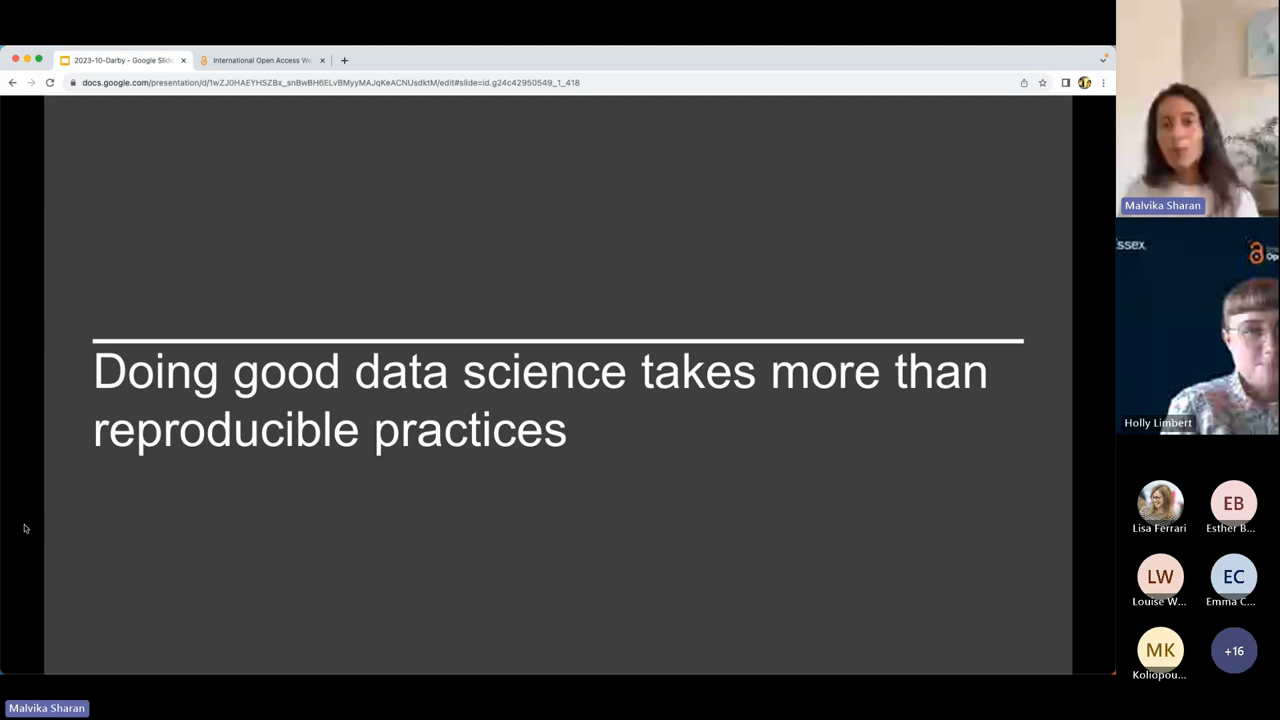 2023-10-Darby - Google Slide
International Open Access We
docs.google.com/presentation/d/1wZJ0HAEYHSZBx_snBwBH6ELvBMyyMAJqKeACNUsdktM/edit#slide=id.g24c42950549_1_418
Doing good data science takes more than
reproducible practices
Malvika Sharan
ssex
Op
Holly Limbert
EB
Lisa Ferrari
Esther B...
LW
EC
Louise W...
Emma C...
MK
+16
Koliopou...
Malvika Sharan